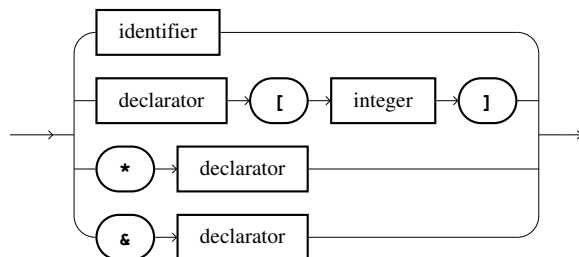 identifier
declarator [ integer ]
* declarator
& declarator